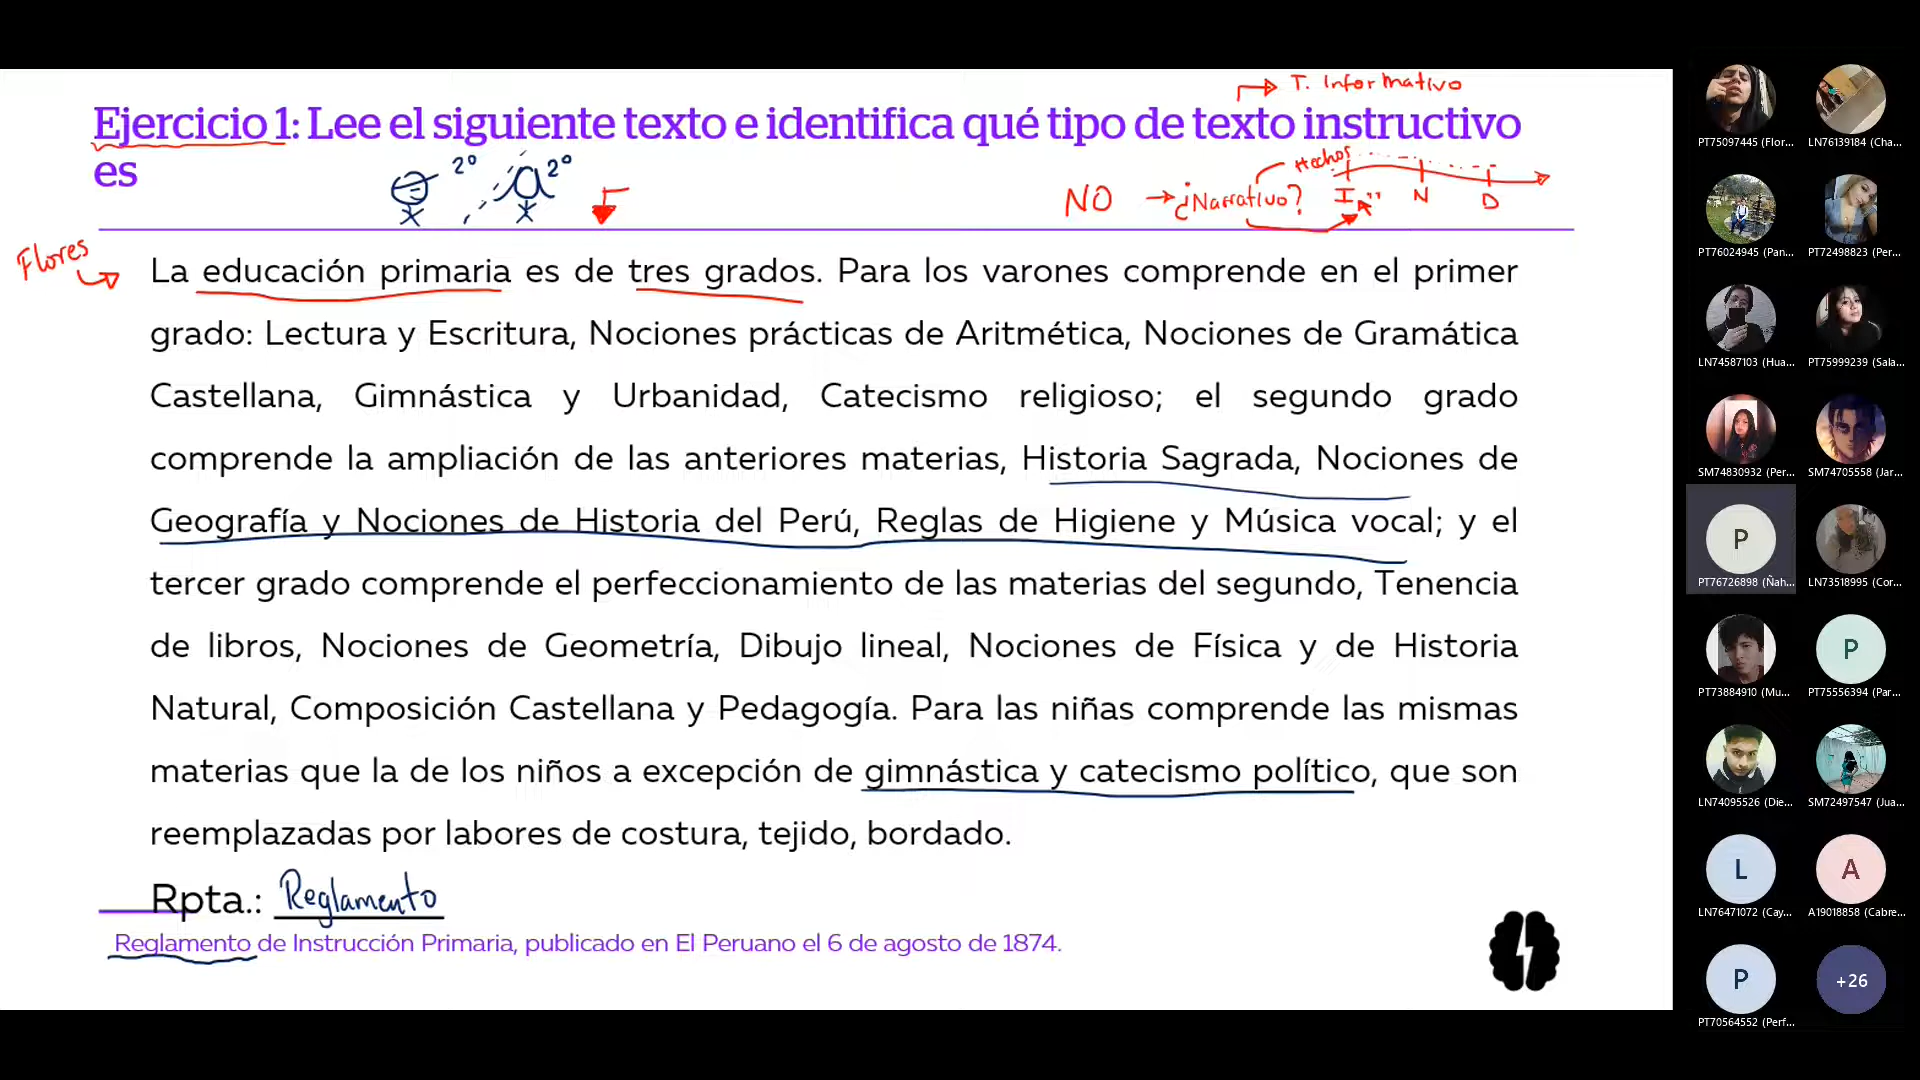 T. Informativo
Ejercicio 1: Lee el siguiente texto e identifica qué tipo de texto instructivo
es
2° 2°
Hechos
NO → ¿Narrativo? I N D
Flores
La educación primaria es de tres grados. Para los varones comprende en el primer
grado: Lectura y Escritura, Nociones prácticas de Aritmética, Nociones de Gramática
Castellana, Gimnástica y Urbanidad, Catecismo religioso; el segundo grado
comprende la ampliación de las anteriores materias, Historia Sagrada, Nociones de
Geografía y Nociones de Historia del Perú, Reglas de Higiene y Música vocal; y el
tercer grado comprende el perfeccionamiento de las materias del segundo, Tenencia
de libros, Nociones de Geometría, Dibujo lineal, Nociones de Física y de Historia
Natural, Composición Castellana y Pedagogía. Para las niñas comprende las mismas
materias que la de los niños a excepción de gimnástica y catecismo político, que son
reemplazadas por labores de costura, tejido, bordado.
Rpta.: Reglamento
Reglamento de Instrucción Primaria, publicado en El Peruano el 6 de agosto de 1874.
PT75097445 (Flor... LN76139184 (Cha...
PT76024945 (Pan... PT72498823 (Per...
LN74587103 (Hua... PT75999239 (Sala...
SM74830932 (Per... SM74705558 (Jar...
P
PT76726898 (Ñah... LN73518995 (Cor...
P
PT73884910 (Mu... PT75556394 (Par...
LN74095526 (Die... SM72497547 (Jua...
L A
LN76471072 (Cay... A19018858 (Cabre...
P +26
PT70564552 (Perf...